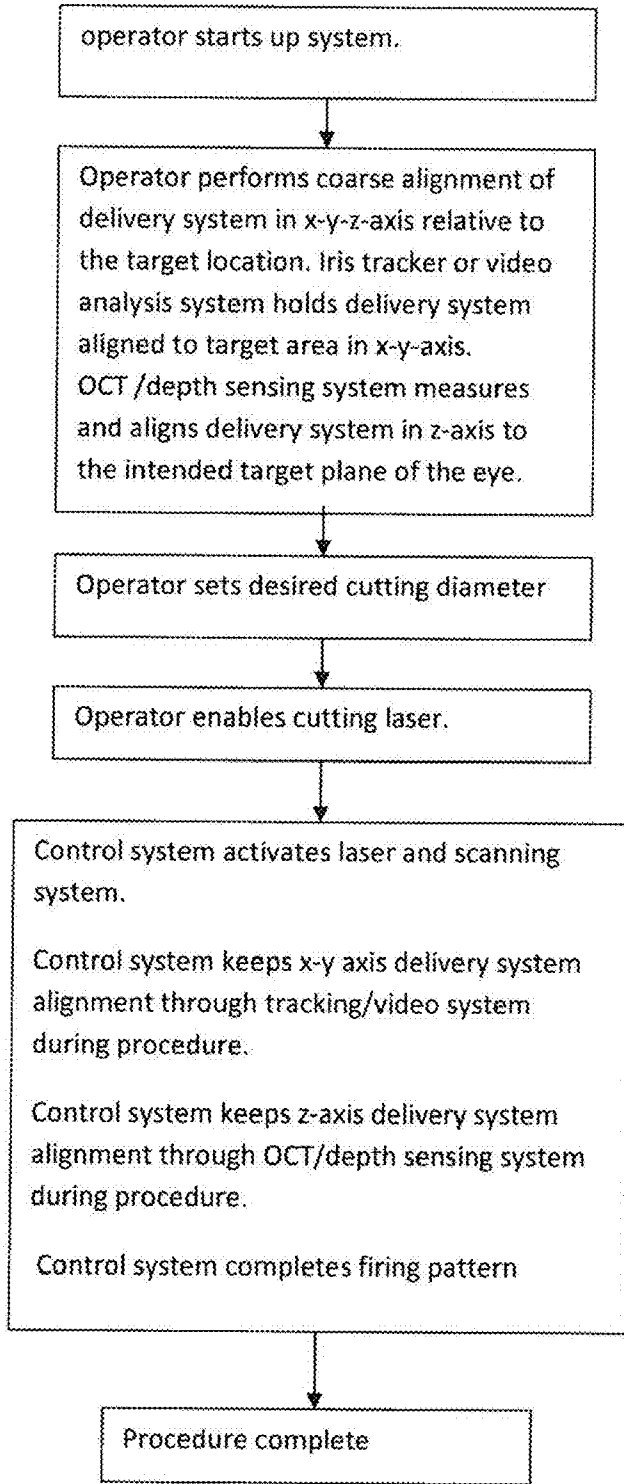 operator starts up system.
Operator performs coarse alignment of
delivery system in x-y-z-axis relative to
the target location. Iris tracker or video
analysis system holds delivery system
aligned to target area in x-y-axis.
OCT /depth sensing system measures
and aligns delivery system in z-axis to
the intended target plane of the eye.
Operator sets desired cutting diameter
Operator enables cutting laser.
Control system activates laser and scanning
system.
Control system keeps x-y axis delivery system
alignment through tracking/video system
during procedure.
Control system keeps z-axis delivery system
alignment through OCT/depth sensing system
during procedure.
Control system completes firing pattern
Procedure complete